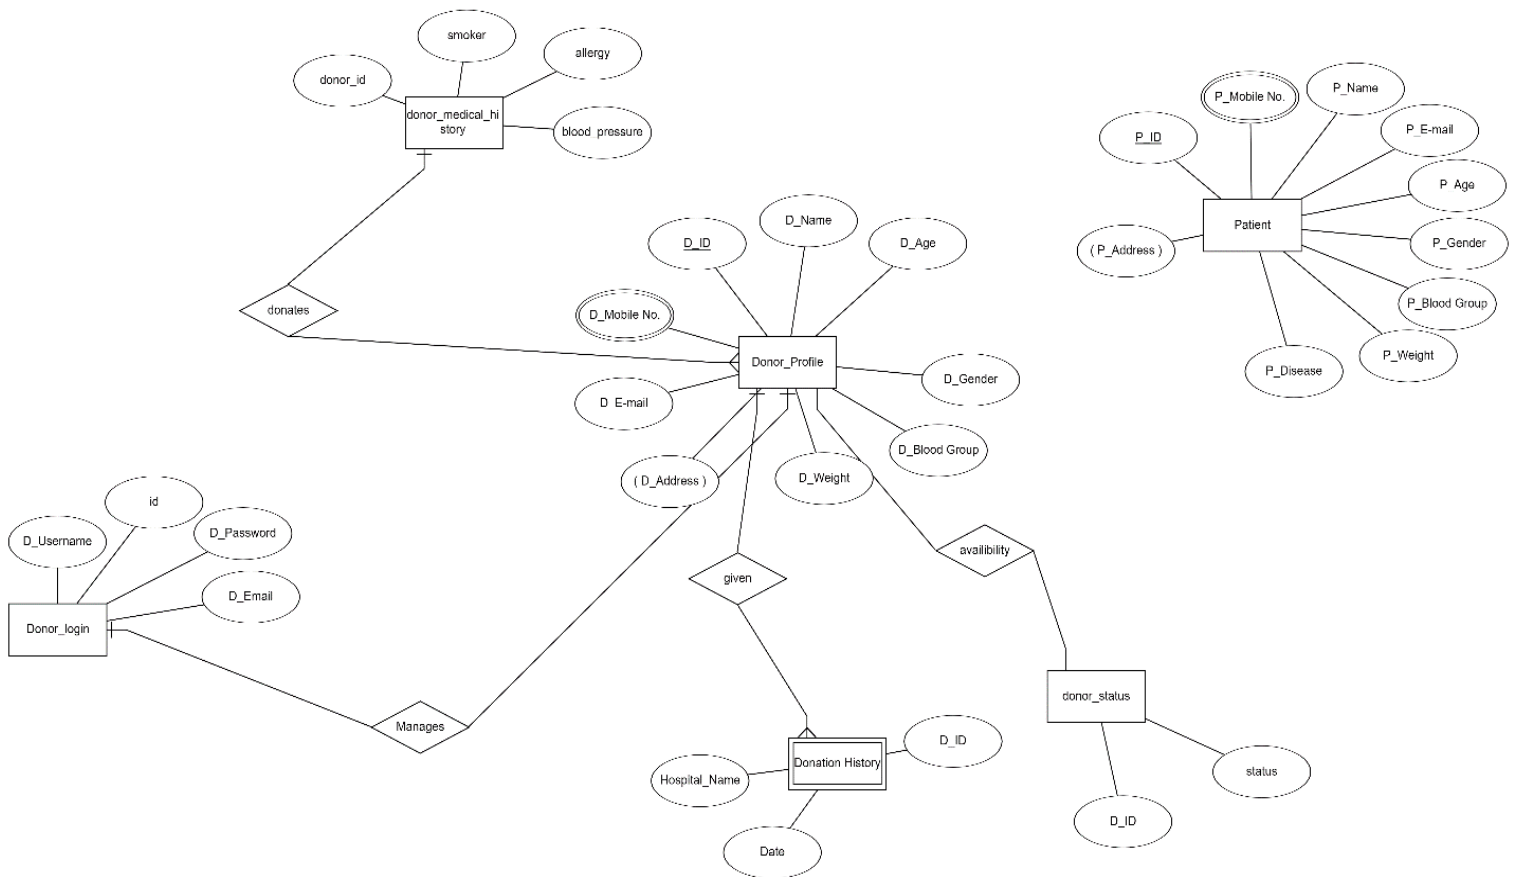 smoker
allergy
donor_id
donor_medical_hi
story
blood pressure
P_Mobile No.
P_Name
P_ID
P_E-mail
P_Age
Patient
( P_Address )
P_Gender
P_Blood Group
P_Weight
P_Disease
D_Name
D_ID
D_Age
donates
D_Mobile No.
Donor_Profile
D_E-mail
D_Gender
D_Blood Group
( D_Address )
D_Weight
id
D_Username
D_Password
D_Email
Donor_login
availibility
given
Manages
donor_status
D_ID
Donation History
Hospital_Name
status
D_ID
Date